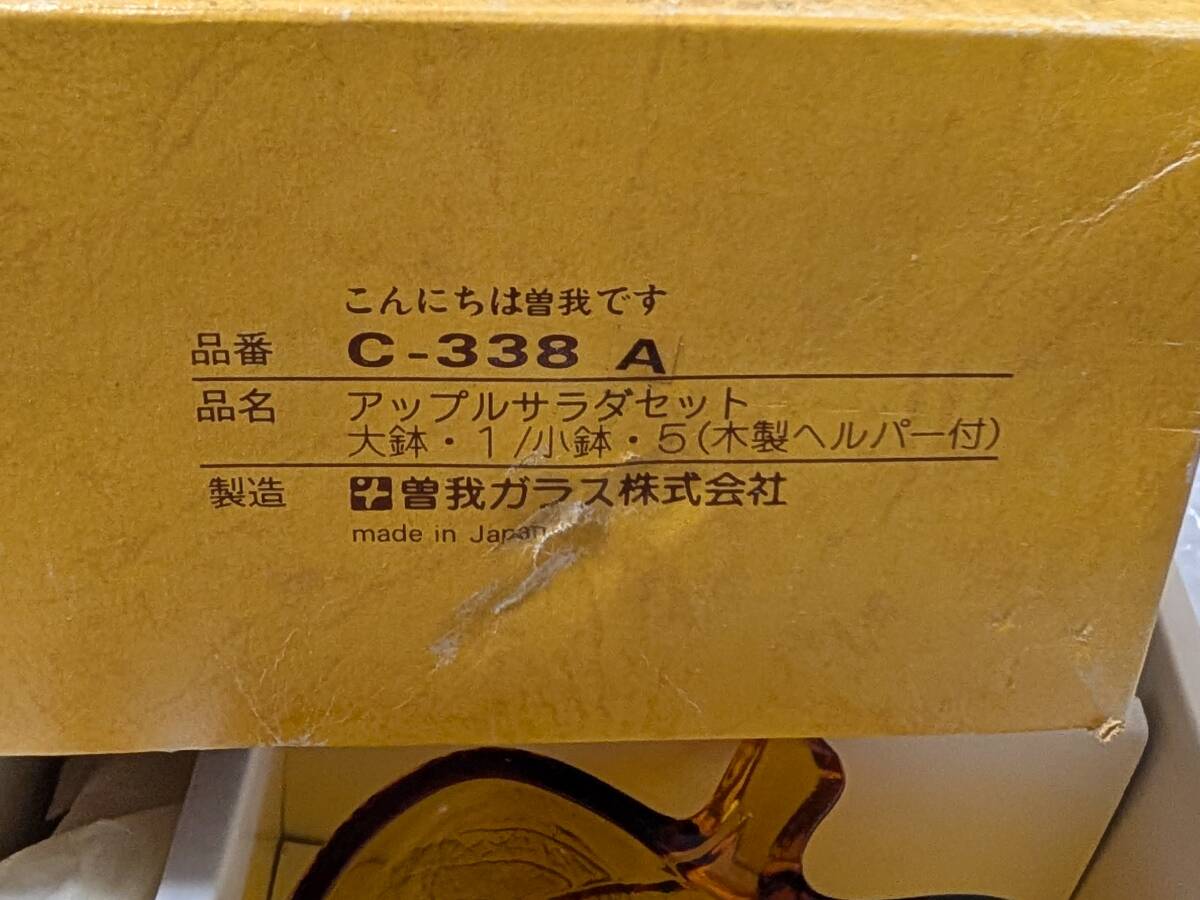 こんにちは曽我です
品番 C-338 A
品名 アップルサラダセット
大鉢・1/小鉢・5(木製ヘルパー付)
製造 曽我ガラス株式会社
made in Japan